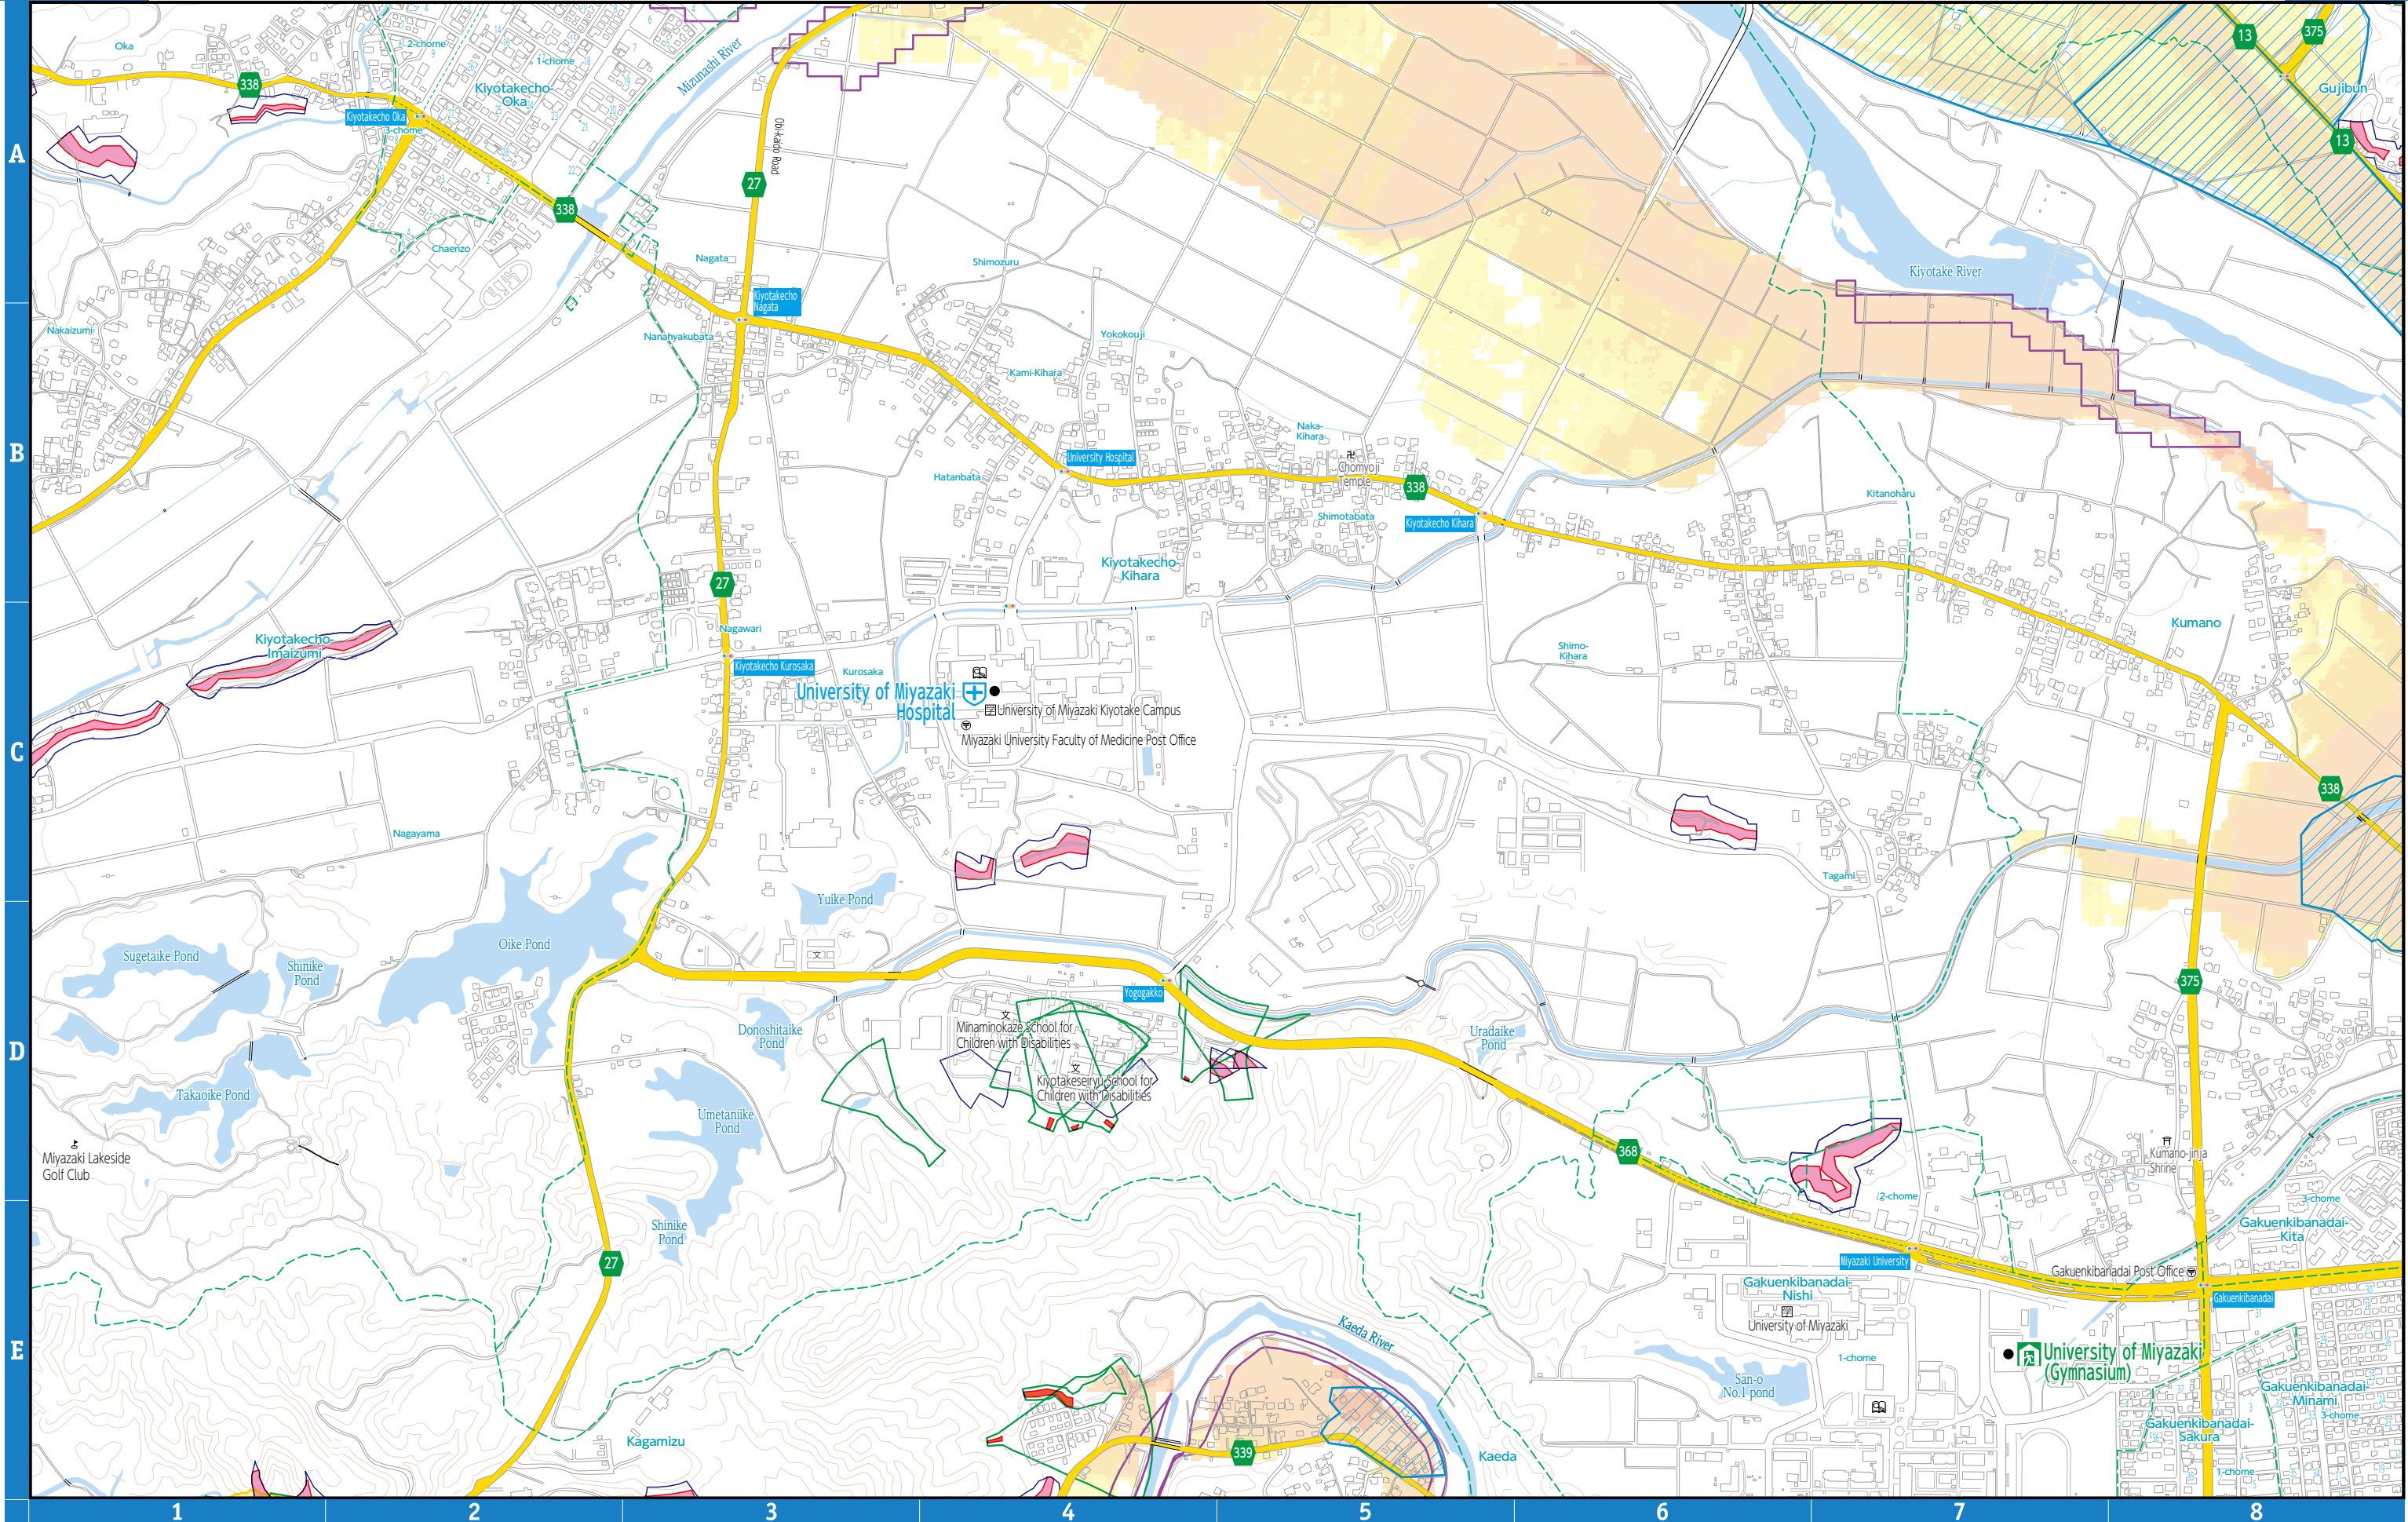 Oka
2-chome
1-chome
338
Kiyotakecho-
Oka
Kiyotakecho Oka
3-chome
Mizunashi River
Obi-kaido Road
27
338
Chaenzo
Nagata
Shimozuru
Kiyotake River
13
375
Gujibun
13
A
Nakaizumi
Kiyotakecho
Nagata
Nanahyakubata
Yokokouji
Kami-Kihara
Naka-
Kihara
University Hospital
Chomyoji
Temple
338
Hatanbata
Shimotabata
Kiyotakecho Kihara
Kitanoharu
B
Kiyotakecho-
Kihara
27
Kiyotakecho-
Imaizumi
Nagawari
Kiyotakecho Kurosaka
Kurosaka
University of Miyazaki
Hospital
University of Miyazaki Kiyotake Campus
Miyazaki University Faculty of Medicine Post Office
Shimo-
Kihara
Kumano
338
C
Nagayama
Yuike Pond
Tagami
Sugetaike Pond
Shinike
Pond
Oike Pond
Yogogakko
375
Donoshitaike
Pond
Minaminokaze School for
Children with Disabilities
Kiyotakeseiryu School for
Children with Disabilities
Uradaike
Pond
D
Takaoike Pond
Umetaniike
Pond
Miyazaki Lakeside
Golf Club
368
Kumano-jinja
Shrine
2-chome
3-chome
Shinike
Pond
27
Gakuenkibanadai-
Kita
Miyazaki University
Gakuenkibanadai Post Office
Gakuenkibanadai
Gakuenkibanadai-
Nishi
University of Miyazaki
Kaeda River
E
1-chome
University of Miyazaki
(Gymnasium)
San-o
No.1 pond
Gakuenkibanadai-
Minami
3-chome
Gakuenkibanadai-
Sakura
1-chome
Kagamizu
339
Kaeda
1 2 3 4 5 6 7 8